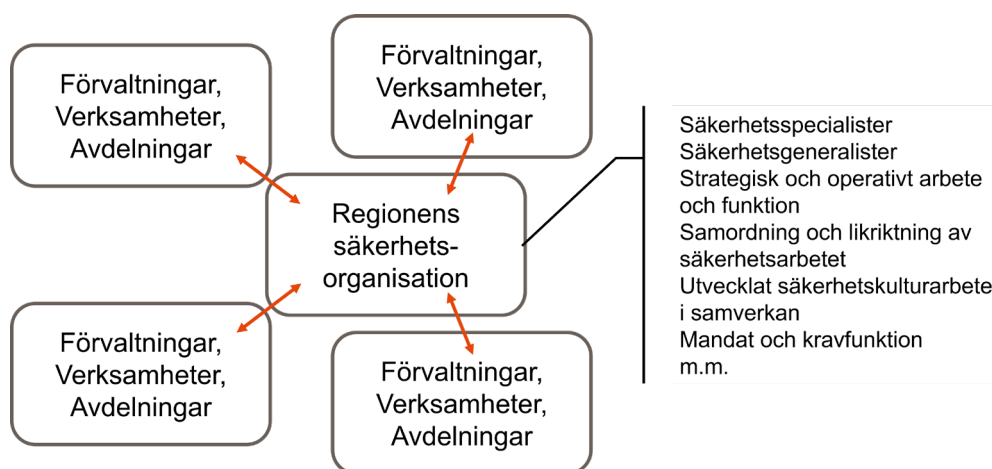 Förvaltningar,
Verksamheter,
Avdelningar
Förvaltningar,
Verksamheter,
Avdelningar
Regionens
säkerhets-
organisation
Förvaltningar,
Verksamheter,
Avdelningar
Förvaltningar,
Verksamheter,
Avdelningar
Säkerhetsspecialister
Säkerhetsgeneralister
Strategisk och operativt arbete
och funktion
Samordning och likriktning av
säkerhetsarbetet
Utvecklat säkerhetskulturarbete
i samverkan
Mandat och kravfunktion
m.m.